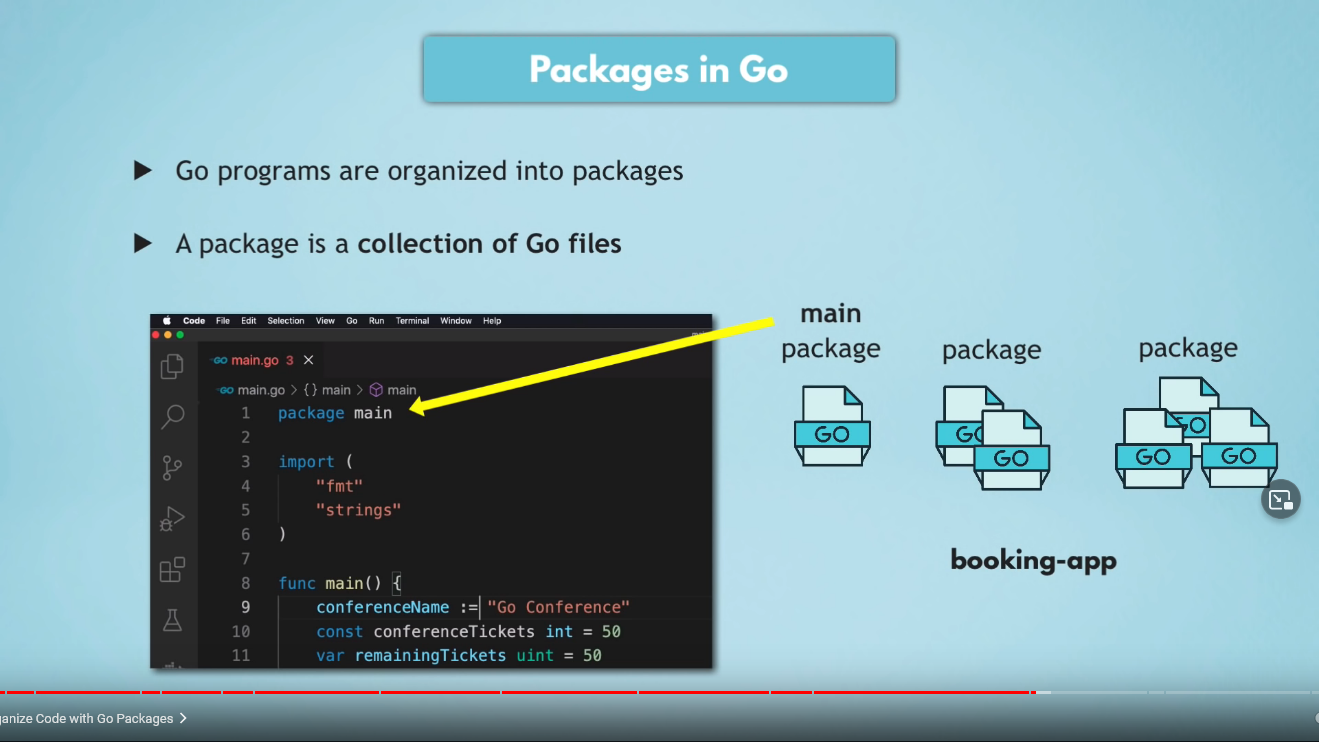 Packages in Go
Go programs are organized into packages
A package is a collection of Go files
Code File Edit Selection View Go Run Terminal Window Help
GO main.go 3 ×
GO main.go > {} main > main
1 package main
2
3 import (
4 "fmt"
5 "strings"
6 )
7
8 func main() {
9 conferenceName := "Go Conference"
10 const conferenceTickets int = 50
11 var remainingTickets uint = 50
main
package
package
package
GO
GO
GO
GO
GO
GO
booking-app
ganize Code with Go Packages >